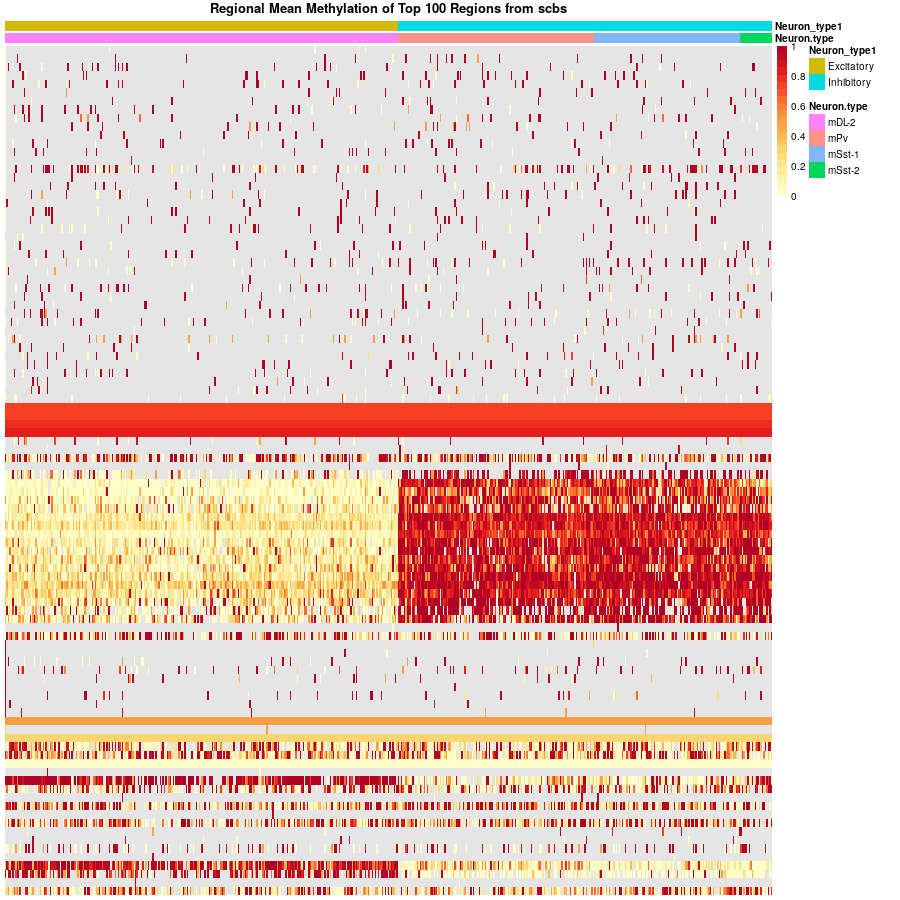 Regional Mean Methylation of Top 100 Regions from scbs
Neuron_type1
Neuron.type
1
0.8
0.6
0.4
0.2
0
Neuron_type1
Excitatory
Inhibitory
Neuron.type
mDL-2
mPv
mSst-1
mSst-2